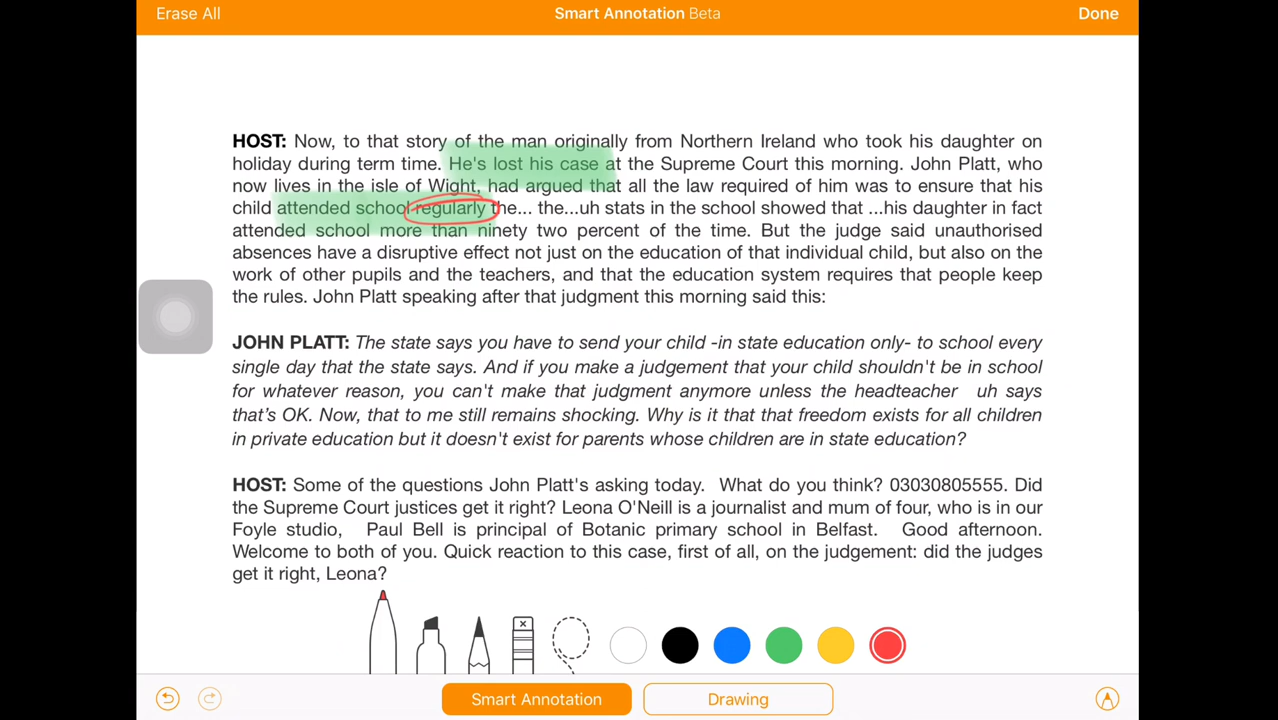 Erase All
Smart Annotation Beta
Done
HOST: Now, to that story of the man originally from Northern Ireland who took his daughter on
holiday during term time. He's lost his case at the Supreme Court this morning. John Platt, who
now lives in the isle of Wight, had argued that all the law required of him was to ensure that his
child attended school regularly the... the...uh stats in the school showed that ...his daughter in fact
attended school more than ninety two percent of the time. But the judge said unauthorised
absences have a disruptive effect not just on the education of that individual child, but also on the
work of other pupils and the teachers, and that the education system requires that people keep
the rules. John Platt speaking after that judgment this morning said this:
JOHN PLATT: The state says you have to send your child -in state education only- to school every
single day that the state says. And if you make a judgement that your child shouldn't be in school
for whatever reason, you can't make that judgment anymore unless the headteacher uh says
that's OK. Now, that to me still remains shocking. Why is it that that freedom exists for all children
in private education but it doesn't exist for parents whose children are in state education?
HOST: Some of the questions John Platt's asking today. What do you think? 03030805555. Did
the Supreme Court justices get it right? Leona O'Neill is a journalist and mum of four, who is in our
Foyle studio, Paul Bell is principal of Botanic primary school in Belfast. Good afternoon.
Welcome to both of you. Quick reaction to this case, first of all, on the judgement: did the judges
get it right, Leona?
Smart Annotation
Drawing